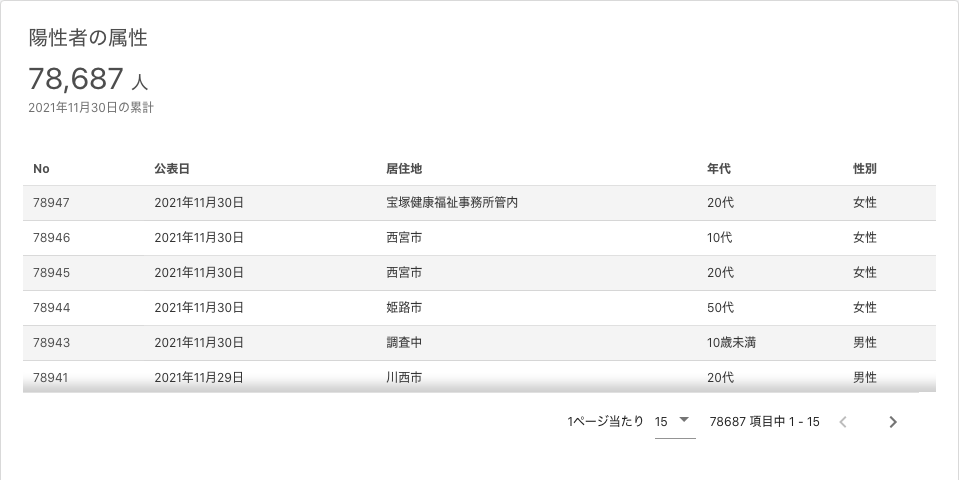 陽性者の属性
78,687 人
2021年11月30日の累計
No 公表日 居住地 年代 性別
78947 2021年11月30日 宝塚健康福祉事務所管内 20代 女性
78946 2021年11月30日 西宮市 10代 女性
78945 2021年11月30日 西宮市 20代 女性
78944 2021年11月30日 姫路市 50代 女性
78943 2021年11月30日 調査中 10歳未満 男性
78941 2021年11月29日 川西市 20代 男性
1ページ当たり 15 78687 項目中 1 - 15